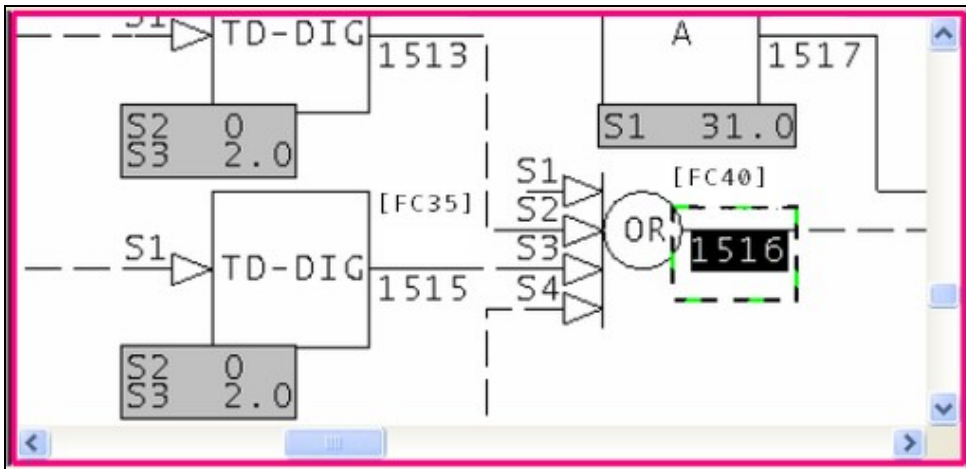 S1
TD-DIG
1513
S2 0
S3 2.0
A
1517
S1 31.0
[FC35]
S1
TD-DIG
1515
S2 0
S3 2.0
S1
S2
S3
S4
OR
[FC40]
1516